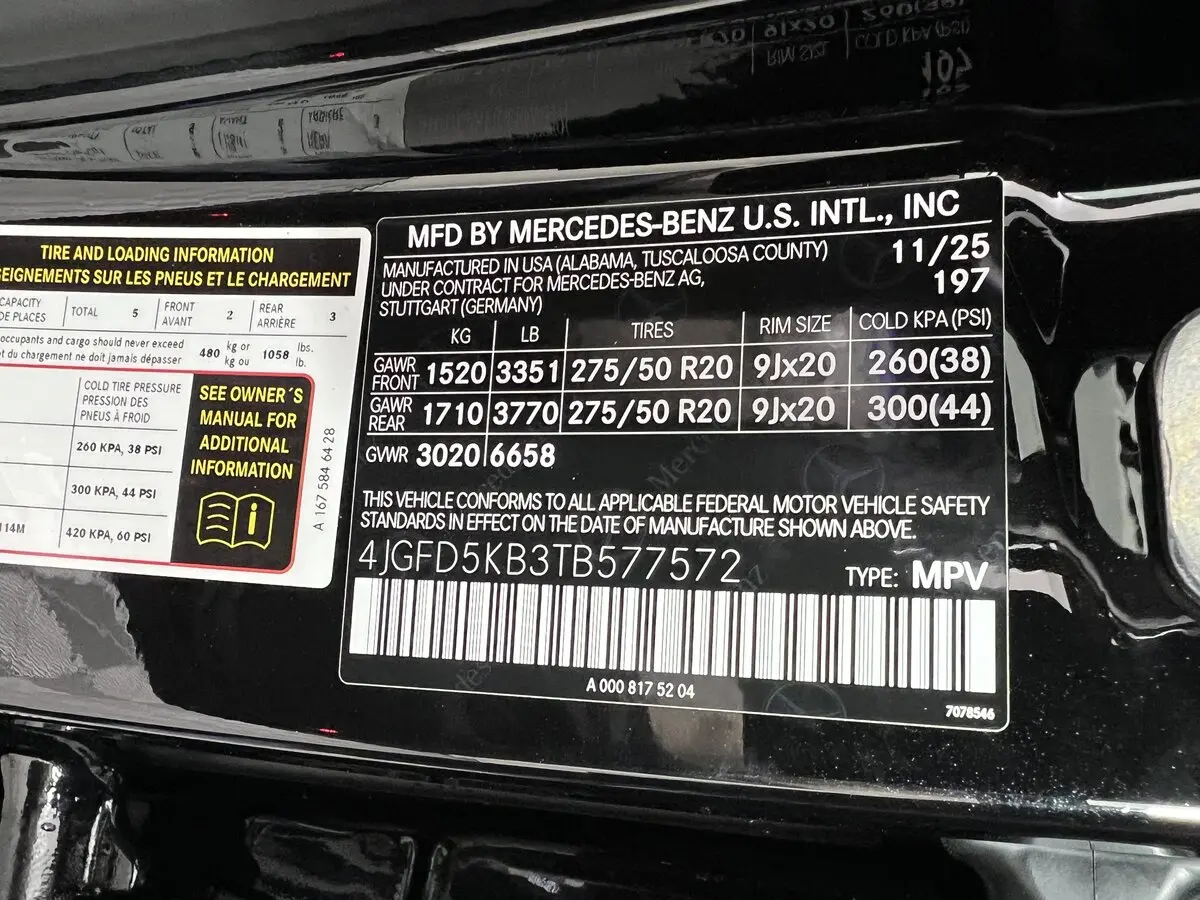 TIRE AND LOADING INFORMATION
SEIGNEMENTS SUR LES PNEUS ET LE CHARGEMENT
CAPACITY
DE PLACES
TOTAL 5
FRONT
AVANT
2
REAR
ARRIÈRE
3
occupants and cargo should never exceed
et du chargement ne doit jamais dépasser
480 kg or
kg ou
1058 lbs.
lb.
COLD TIRE PRESSURE
PRESSION DES
PNEUS À FROID
260 KPA, 38 PSI
300 KPA, 44 PSI
114M
420 KPA, 60 PSI
SEE OWNER´S
MANUAL FOR
ADDITIONAL
INFORMATION
A 167 584 64 28
MFD BY MERCEDES-BENZ U.S. INTL., INC
MANUFACTURED IN USA (ALABAMA, TUSCALOOSA COUNTY) 11/25
UNDER CONTRACT FOR MERCEDES-BENZ AG, 197
STUTTGART (GERMANY)
KG LB TIRES RIM SIZE COLD KPA (PSI)
GAWR
FRONT 1520 3351 275/50 R20 9Jx20 260(38)
GAWR
REAR 1710 3770 275/50 R20 9Jx20 300(44)
GVWR 3020 6658
THIS VEHICLE CONFORMS TO ALL APPLICABLE FEDERAL MOTOR VEHICLE SAFETY
STANDARDS IN EFFECT ON THE DATE OF MANUFACTURE SHOWN ABOVE.
4JGFD5KB3TB577572
TYPE: MPV
A 000 817 52 04
7078546